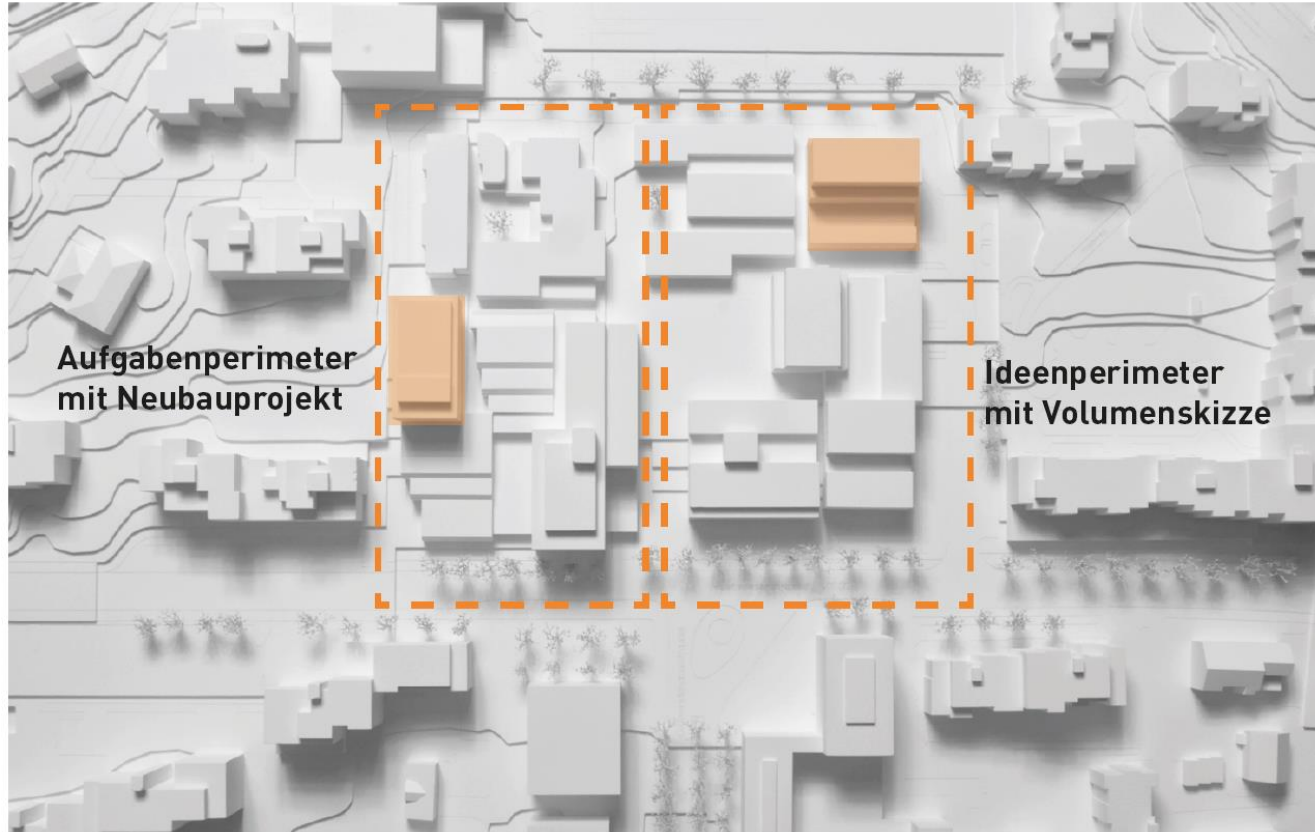 Aufgabenperimeter
mit Neubauprojekt
Ideenperimeter
mit Volumenskizze